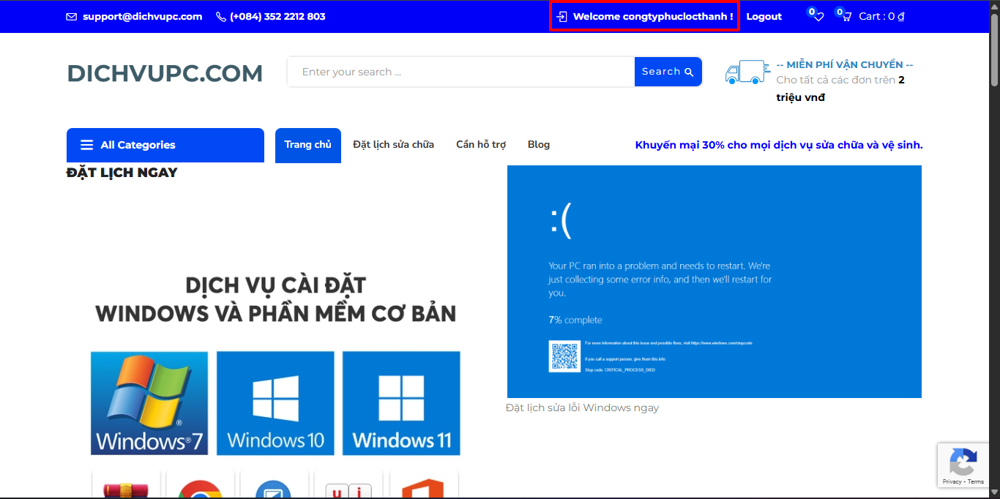 support@dichvupc.com (+084) 352 2212 803 Welcome congtyphuclocthanh ! Logout 0 0 Cart : 0 ₫
DICHVUPC.COM
Enter your search ...
Search
-- MIỄN PHÍ VẬN CHUYỂN --
Cho tất cả các đơn trên 2
triệu vnđ
All Categories
Trang chủ Đặt lịch sửa chữa Cần hỗ trợ Blog
Khuyến mại 30% cho mọi dịch vụ sửa chữa và vệ sinh.
ĐẶT LỊCH NGAY
DỊCH VỤ CÀI ĐẶT
WINDOWS VÀ PHẦN MỀM CƠ BẢN
Windows®7
Windows 10
Windows 11
u i
:(
Your PC ran into a problem and needs to restart. We're
just collecting some error info, and then we'll restart for
you.
7% complete
For more information about this issue and possible fixes, visit https://www.windows.com/stopcode
If you call a support person, give them this info:
Stop code: CRITICAL_PROCESS_DIED
Đặt lịch sửa lỗi Windows ngay
Privacy - Terms